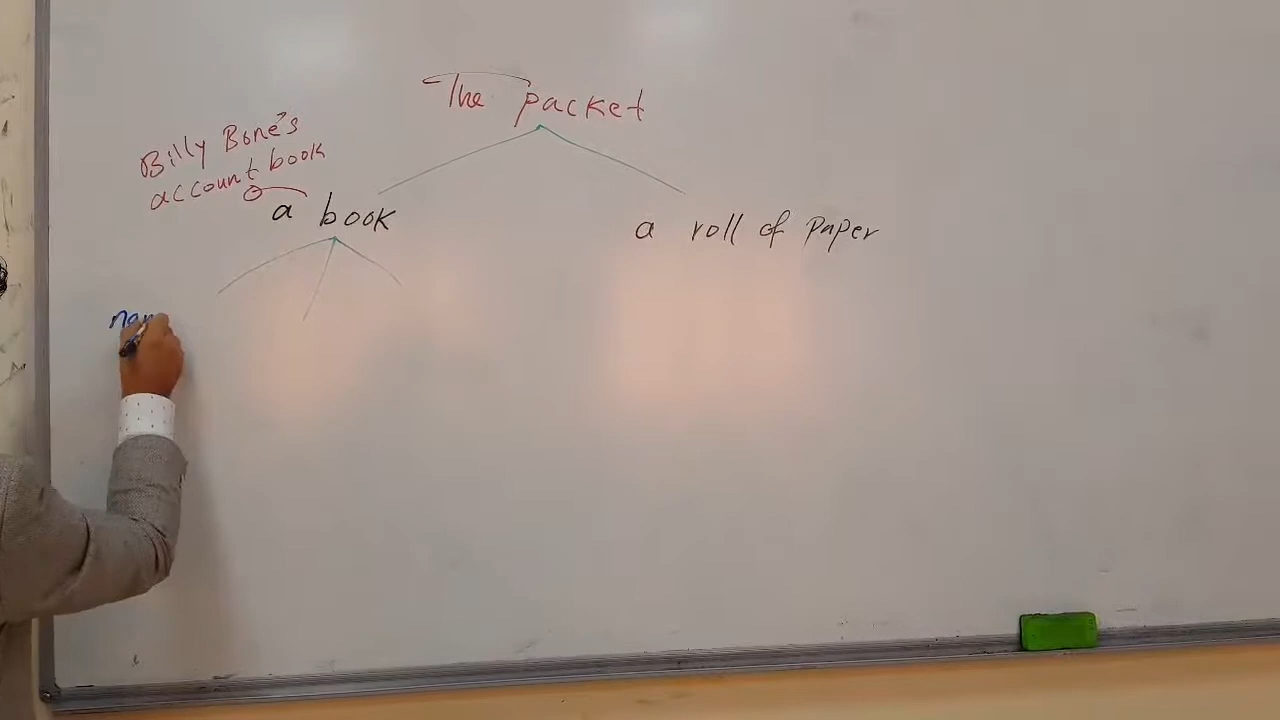 The packet
Billy Bone's
account book
a book
a roll of paper